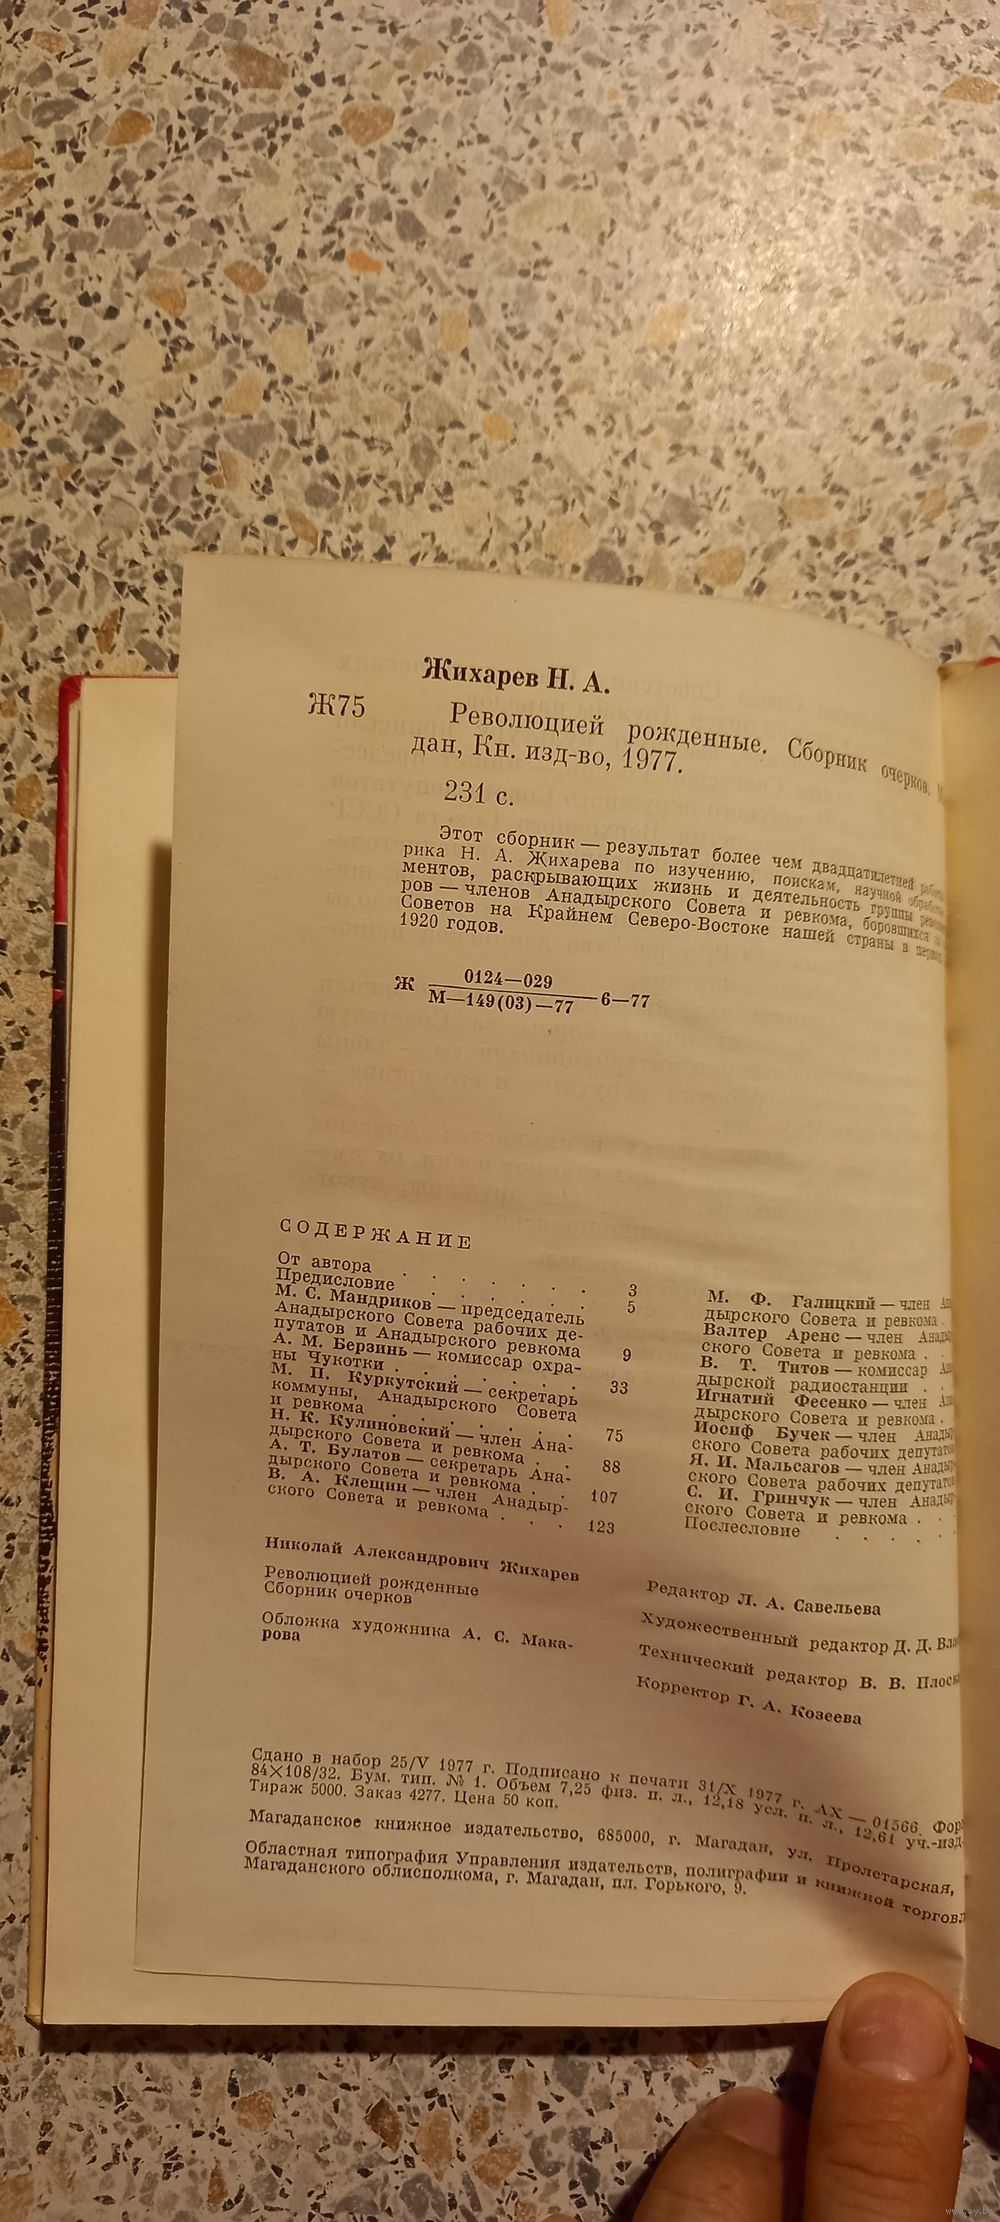 Жихарев Н. А.
Ж75
Революцией рожденные. Сборник очерков.
дан, Кн. изд-во, 1977.
231 с.
Этот сборник — результат более чем двадцатилетней
рика Н. А. Жихарева по изучению, поискам, научной
ментов, раскрывающих жизнь и деятельность группы
ров — членов Анадырского Совета и ревкома, боровшихся
Советов на Крайнем Северо-Востоке нашей страны в
1920 годов.
Ж 0124—029
М—149(03)—77 6—77
СОДЕРЖАНИЕ
От автора . . . . . . 3
Предисловие . . . . . 5
М. С. Мандриков — председатель
Анадырского Совета рабочих де-
путатов и Анадырского ревкома 9
А. М. Берзинь — комиссар охра-
ны Чукотки . . . . . . 33
М. П. Куркутский — секретарь
коммуны, Анадырского Совета
и ревкома . . . . . . 75
Н. К. Кулиновский — член Ана-
дырского Совета и ревкома . . 88
А. Т. Булатов — секретарь Ана-
дырского Совета и ревкома . . 107
В. А. Клещин — член Анадыр-
ского Совета и ревкома . . . 123
М. Ф. Галицкий — член
дырского Совета и ревкома .
Валтер Аренс — член
ского Совета и ревкома . .
В. Т. Титов — комиссар
дырской радиостанции . .
Игнатий Фесенко — член
дырского Совета и ревкома .
Иосиф Бучек — член
ского Совета рабочих
Я. И. Мальсагов — член
ского Совета рабочих
С. И. Гринчук — член
ского Совета и ревкома . .
Послесловие . . . .
Николай Александрович Жихарев
Революцией рожденные
Сборник очерков
Обложка художника А. С. Мака-
рова
Редактор Л. А. Савельева
Художественный редактор Д. Д.
Технический редактор В. В.
Корректор Г. А. Козеева
Сдано в набор 25/V 1977 г. Подписано к печати 31/X 1977 г. АХ — 01566.
84×108/32. Бум. тип. № 1. Объем 7,25 физ. п. л., 12,18 усл. п. л., 12,61
Тираж 5000. Заказ 4277. Цена 50 коп.
Магаданское книжное издательство, 685000, г. Магадан, ул. Пролетарская,
Областная типография Управления издательств, полиграфии и книжной
Магаданского облисполкома, г. Магадан, пл. Горького, 9.
www.ay.by